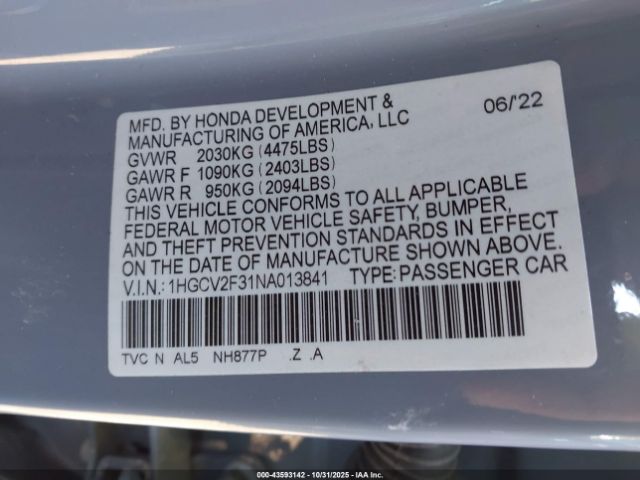 MFD. BY HONDA DEVELOPMENT & 06/'22
MANUFACTURING OF AMERICA, LLC
GVWR 2030KG (4475LBS)
GAWR F 1090KG (2403LBS)
GAWR R 950KG (2094LBS)
THIS VEHICLE CONFORMS TO ALL APPLICABLE
FEDERAL MOTOR VEHICLE SAFETY, BUMPER,
AND THEFT PREVENTION STANDARDS IN EFFECT
ON THE DATE OF MANUFACTURE SHOWN ABOVE.
V.I.N.: 1HGCV2F31NA013841 TYPE: PASSENGER CAR
TVC N AL5 NH877P .Z .A
000-43593142 - 10/31/2025 - IAAI, Inc.